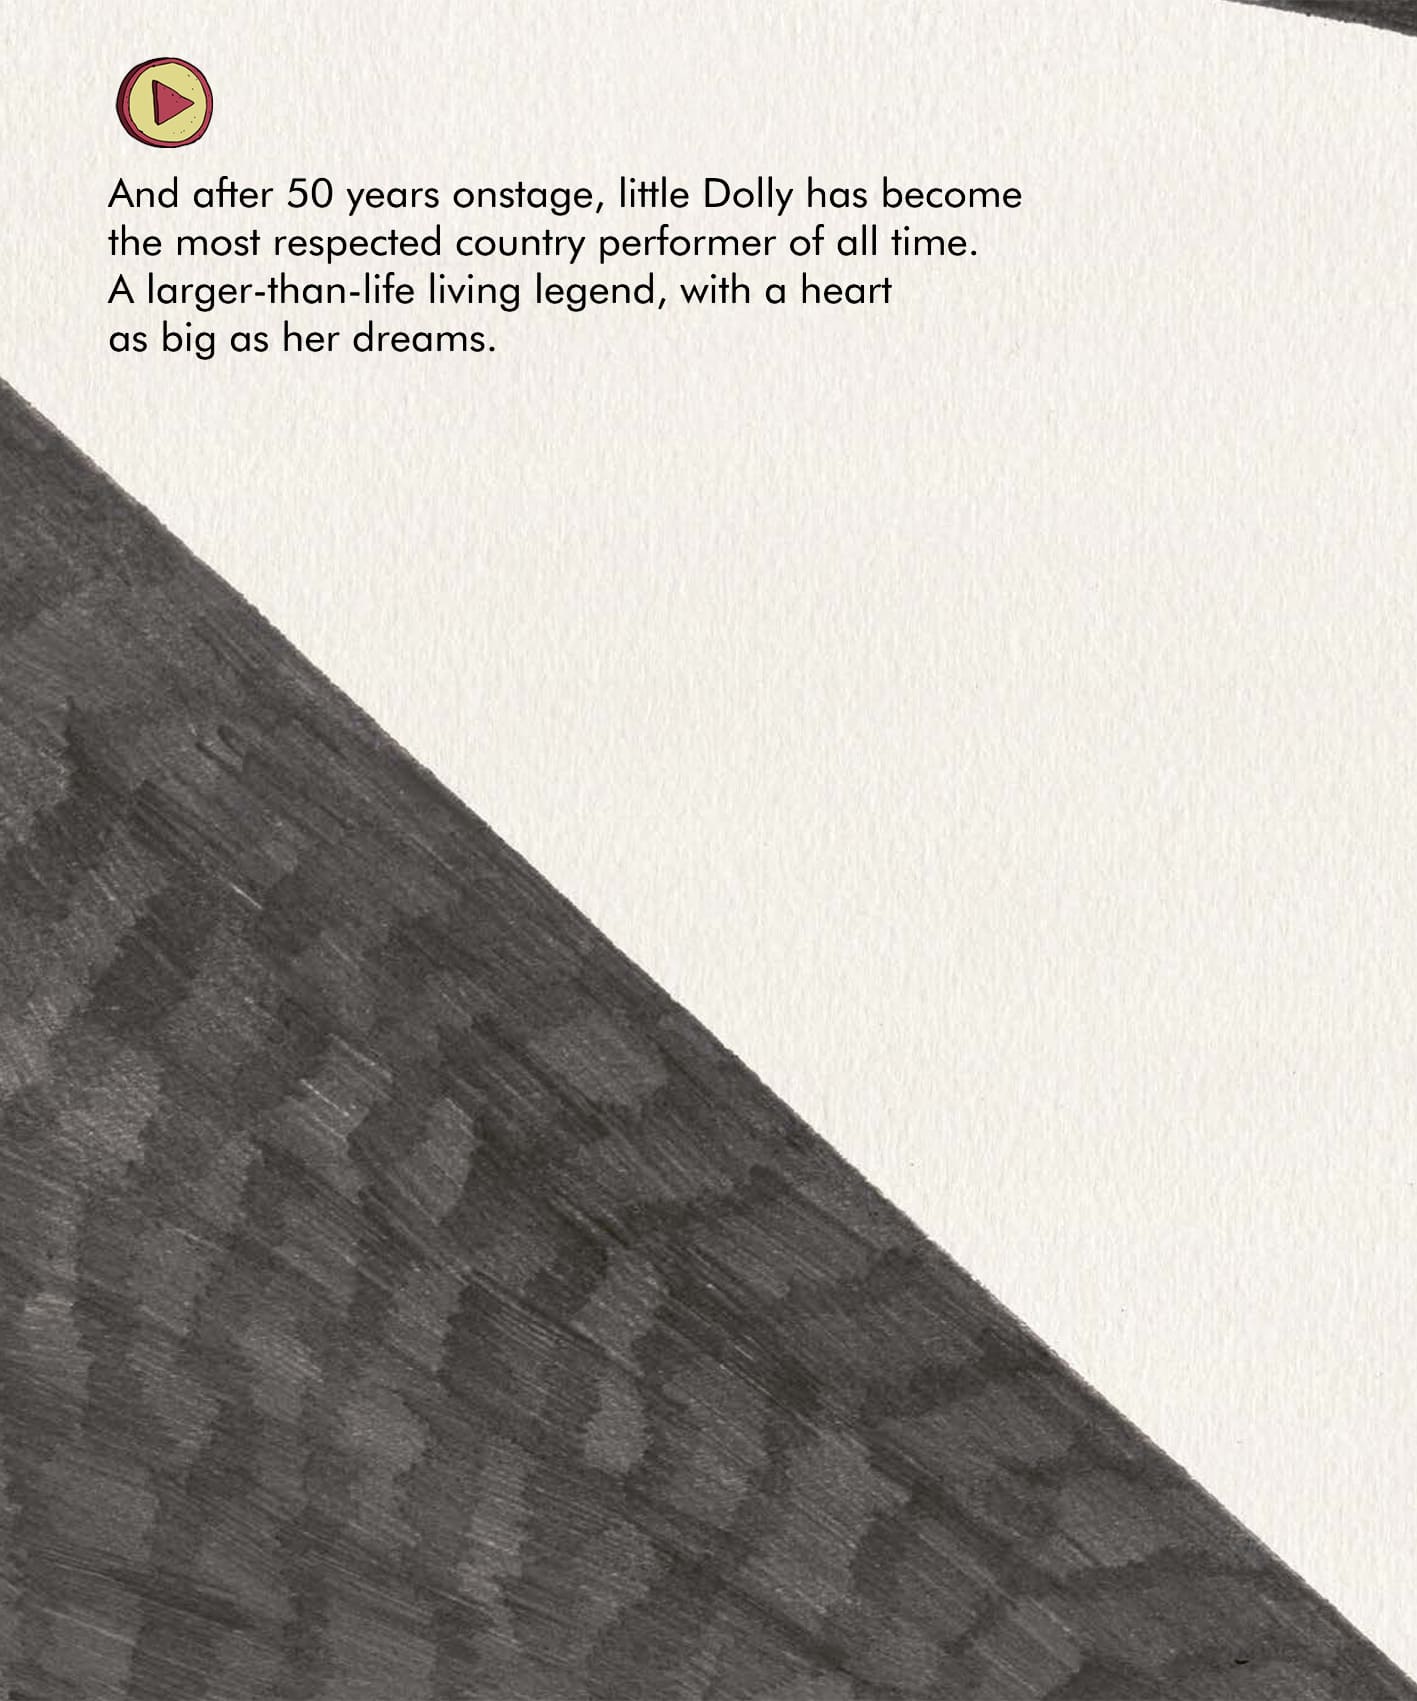 And after 50 years onstage, little Dolly has become
the most respected country performer of all time.
A larger-than-life living legend, with a heart
as big as her dreams.